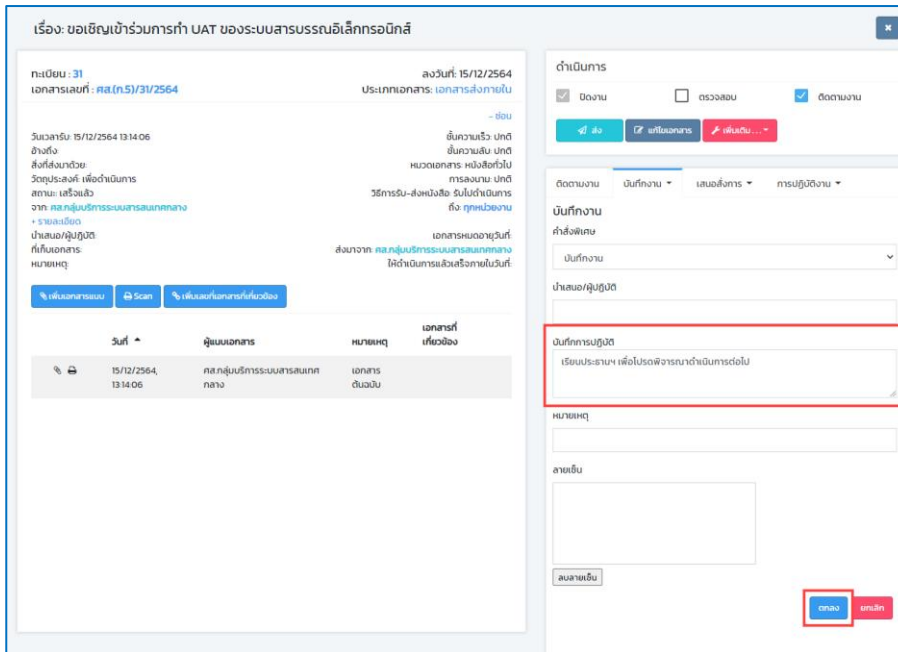 เรื่อง: ขอเชิญเข้าร่วมการทำ UAT ของระบบสารบรรณอิเล็กทรอนิกส์
×
ทะเบียน : 31
ลงวันที่: 15/12/2564
เอกสารเลขที่ : ศส.(ก.5)/31/2564
ประเภทเอกสาร: เอกสารส่งภายใน
- ซ่อน
วันเวลารับ: 15/12/2564 13:14:06
ชั้นความเร็ว: ปกติ
อ้างถึง:
ชั้นความลับ: ปกติ
สิ่งที่ส่งมาด้วย:
หมวดเอกสาร: หนังสือทั่วไป
วัตถุประสงค์: เพื่อดำเนินการ
การลงนาม: ปกติ
สถานะ: เสร็จแล้ว
วิธีการรับ-ส่งหนังสือ: รับไปดำเนินการ
จาก: ศส.กลุ่มบริการระบบสารสนเทศกลาง
ถึง: ทุกหน่วยงาน
+ รายละเอียด
นำเสนอ/ผู้ปฏิบัติ:
เอกสารหมดอายุวันที่:
ที่เก็บเอกสาร:
ส่งมาจาก: ศส.กลุ่มบริการระบบสารสนเทศกลาง
หมายเหตุ:
ให้ดำเนินการแล้วเสร็จภายในวันที่:
เพิ่มเอกสารแนบ
Scan
เพิ่มเลขที่เอกสารที่เกี่ยวข้อง
วันที่
ผู้แนบเอกสาร
หมายเหตุ
เอกสารที่
เกี่ยวข้อง
15/12/2564,
13:14:06
ศส.กลุ่มบริการระบบสารสนเทศ
กลาง
เอกสาร
ต้นฉบับ
ดำเนินการ
ปิดงาน
ตรวจสอบ
ติดตามงาน
ส่ง
แก้ไขเอกสาร
เพิ่มเติม...
ติดตามงาน
บันทึกงาน
เสนอสั่งการ
การปฏิบัติงาน
บันทึกงาน
คำสั่งพิเศษ
บันทึกงาน
นำเสนอ/ผู้ปฏิบัติ
บันทึกการปฏิบัติ
เรียนประธานฯ เพื่อโปรดพิจารณาดำเนินการต่อไป
หมายเหตุ
ลายเซ็น
ลบลายเซ็น
ตกลง
ยกเลิก